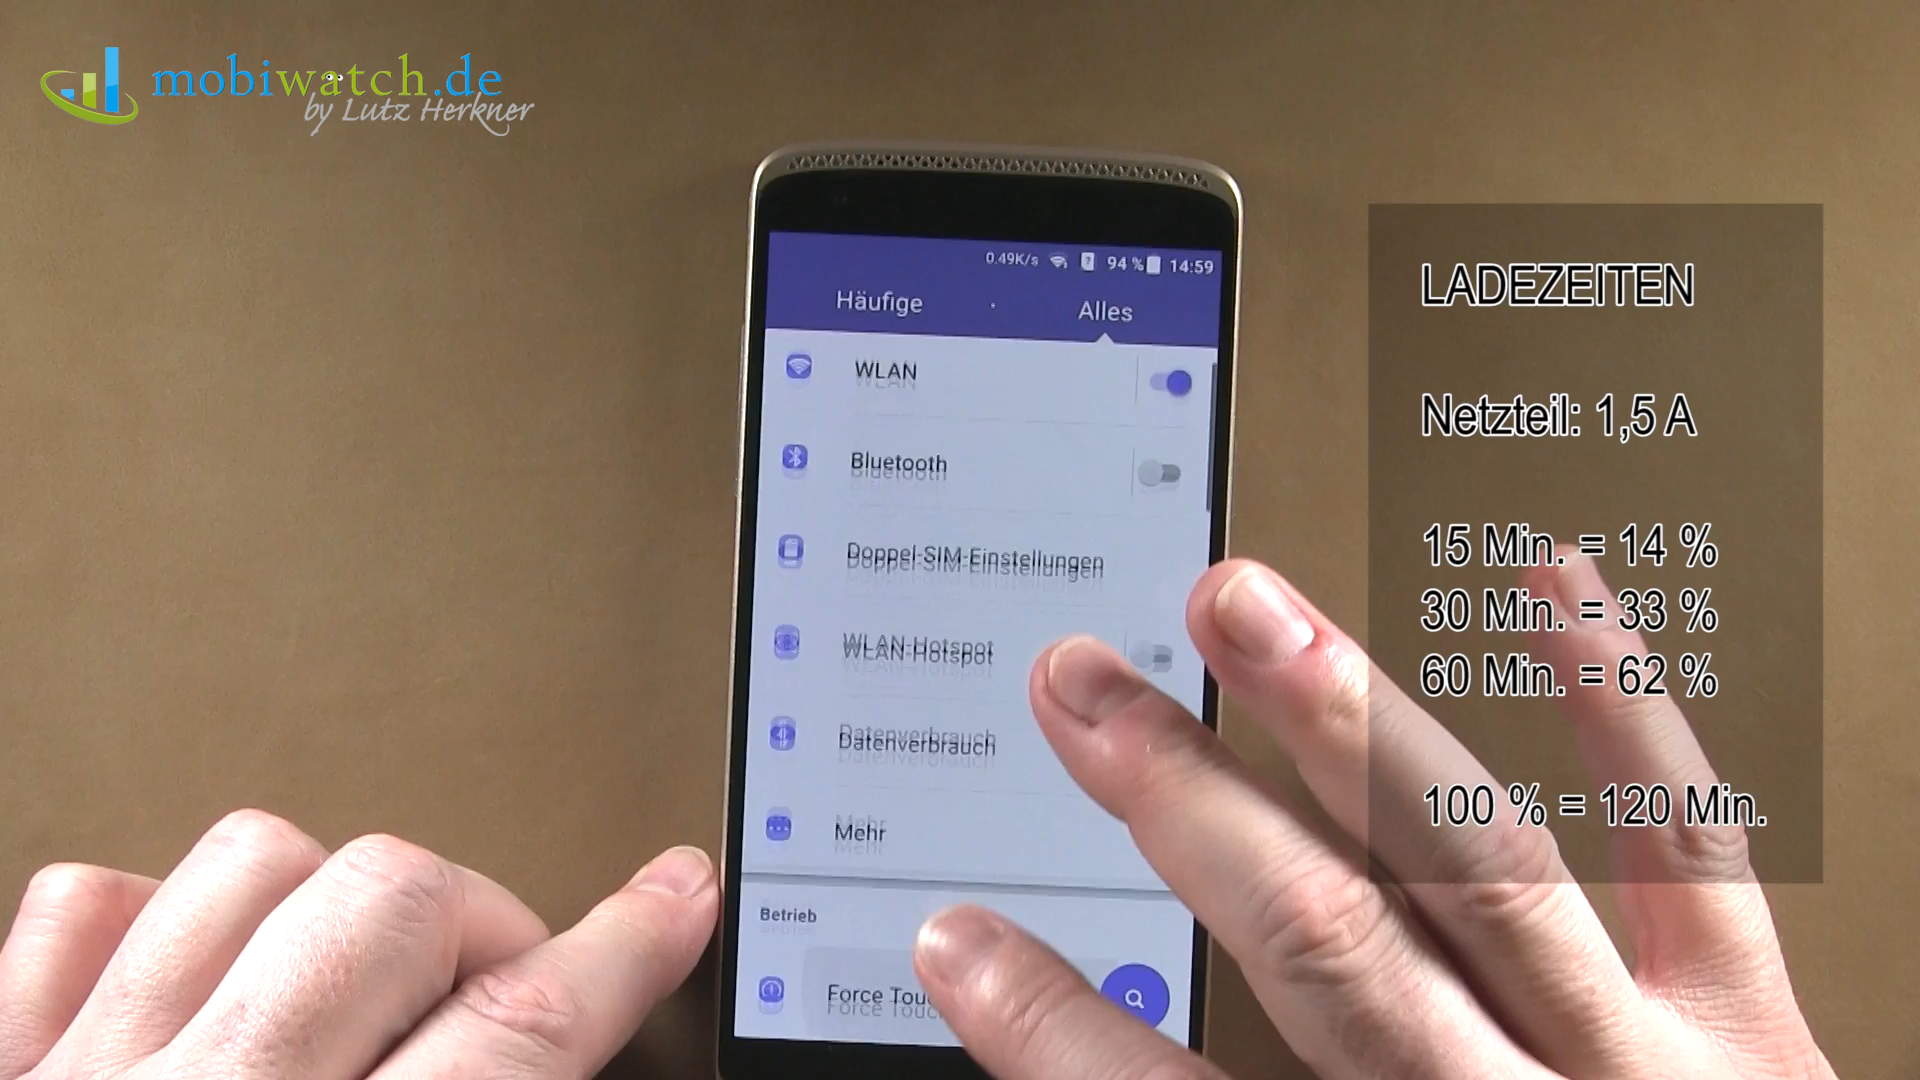 mobiwatch.de
by Lutz Herkner
0.49K/s 94 % 14:59
Häufige Alles
WLAN
Bluetooth
Doppel-SIM-Einstellungen
WLAN-Hotspot
Datenverbrauch
Mehr
Betrieb
Force Touc
LADEZEITEN
Netzteil: 1,5 A
15 Min. = 14 %
30 Min. = 33 %
60 Min. = 62 %
100 % = 120 Min.